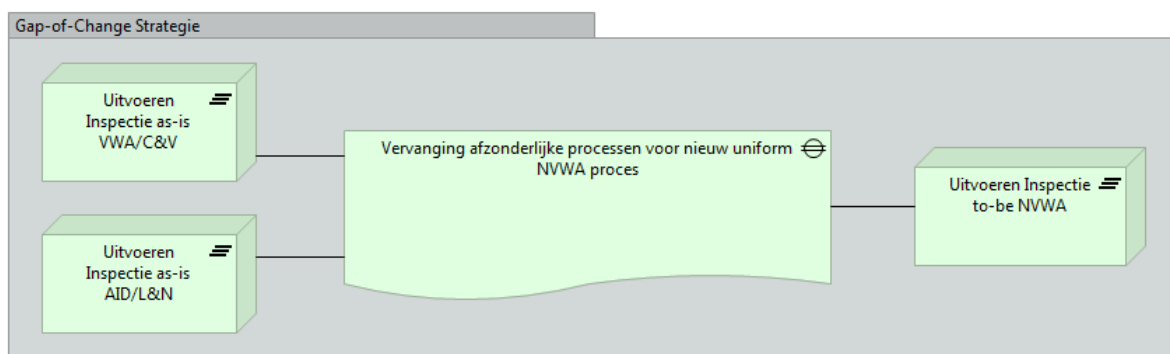 Gap-of-Change Strategie
Uitvoeren
Inspectie as-is
VWA/C&V
Vervanging afzonderlijke processen voor nieuw uniform
NVWA proces
Uitvoeren Inspectie
to-be NVWA
Uitvoeren
Inspectie as-is
AID/L&N